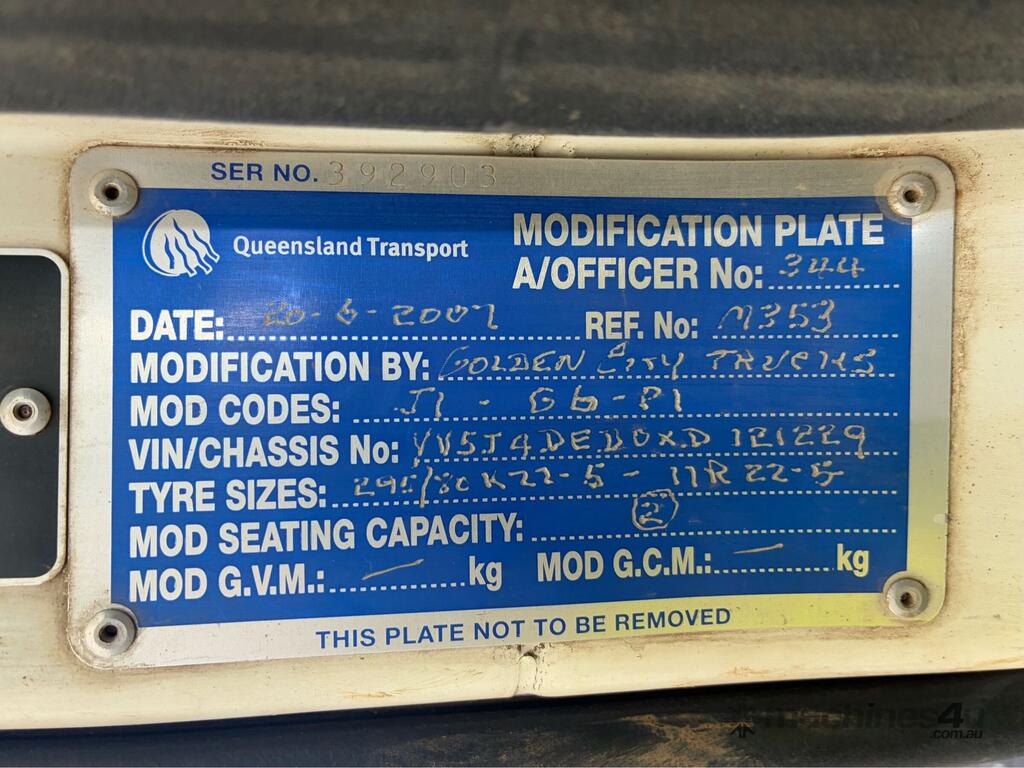 SER NO. 392903
Queensland Transport
MODIFICATION PLATE
A/OFFICER No: 344
DATE: 20-6-2007 REF. No: M353
MODIFICATION BY: GOLDEN CITY TRUCKS
MOD CODES: J1 - G6-P1
VIN/CHASSIS No: YV5J4DED0XD121229
TYRE SIZES: 295/80R22-5 - 11R22-5
MOD SEATING CAPACITY: 2
MOD G.V.M.: — kg MOD G.C.M.: — kg
THIS PLATE NOT TO BE REMOVED
machines4u
.com.au